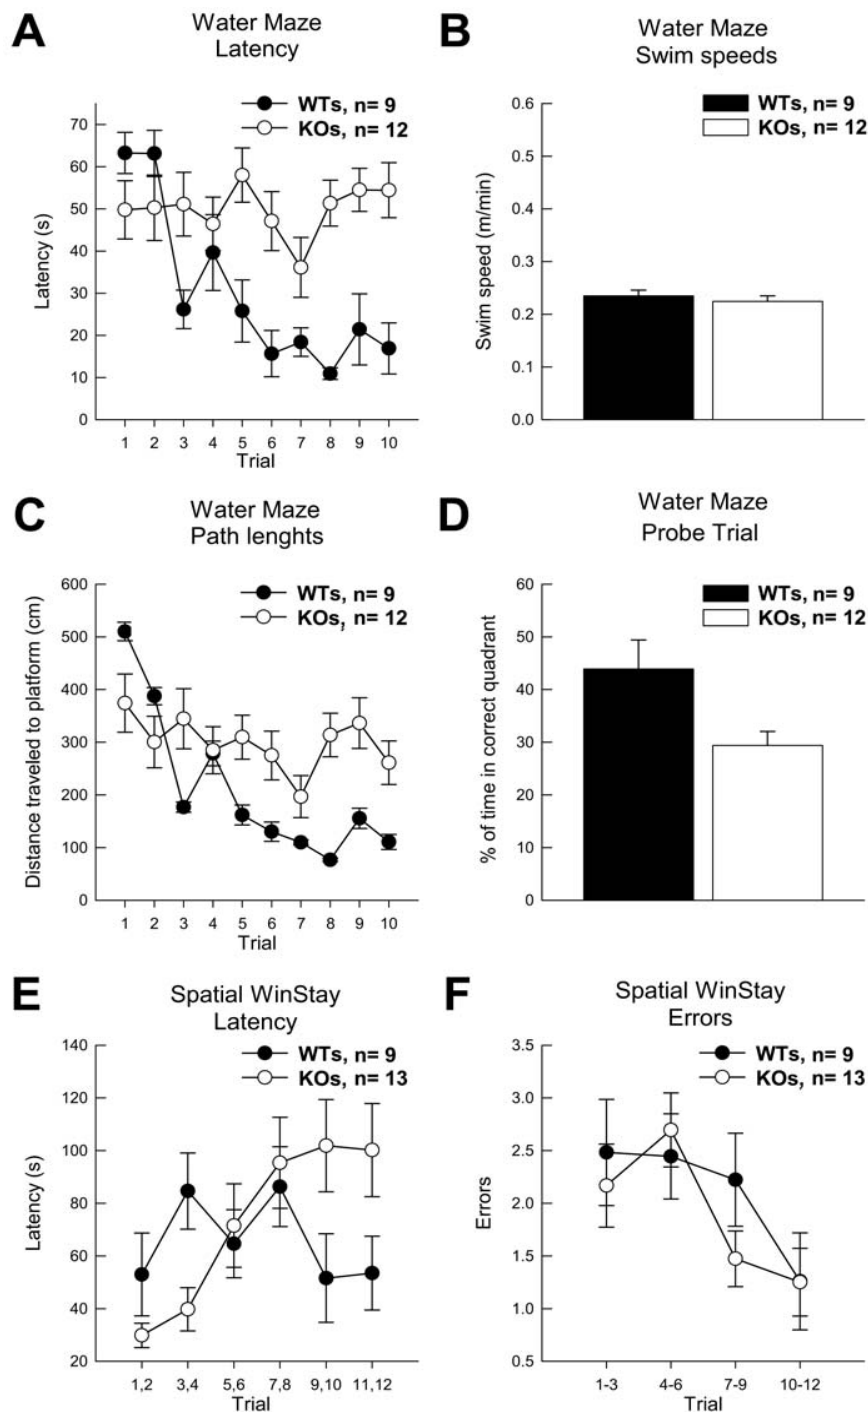 A
Water Maze
Latency
WTs, n= 9
KOs, n= 12
70
60
50
40
30
20
10
0
Latency (s)
1 2 3 4 5 6 7 8 9 10
Trial
B
Water Maze
Swim speeds
WTs, n= 9
KOs, n= 12
0.6
0.5
0.4
0.3
0.2
0.1
0.0
Swim speed (m/min)
C
Water Maze
Path lenghts
WTs, n= 9
KOs, n= 12
600
500
400
300
200
100
0
Distance traveled to platform (cm)
1 2 3 4 5 6 7 8 9 10
Trial
D
Water Maze
Probe Trial
WTs, n= 9
KOs, n= 12
60
50
40
30
20
10
0
% of time in correct quadrant
E
Spatial WinStay
Latency
WTs, n= 9
KOs, n= 13
140
120
100
80
60
40
20
Latency (s)
1,2 3,4 5,6 7,8 9,10 11,12
Trial
F
Spatial WinStay
Errors
WTs, n= 9
KOs, n= 13
3.5
3.0
2.5
2.0
1.5
1.0
0.5
Errors
1-3 4-6 7-9 10-12
Trial